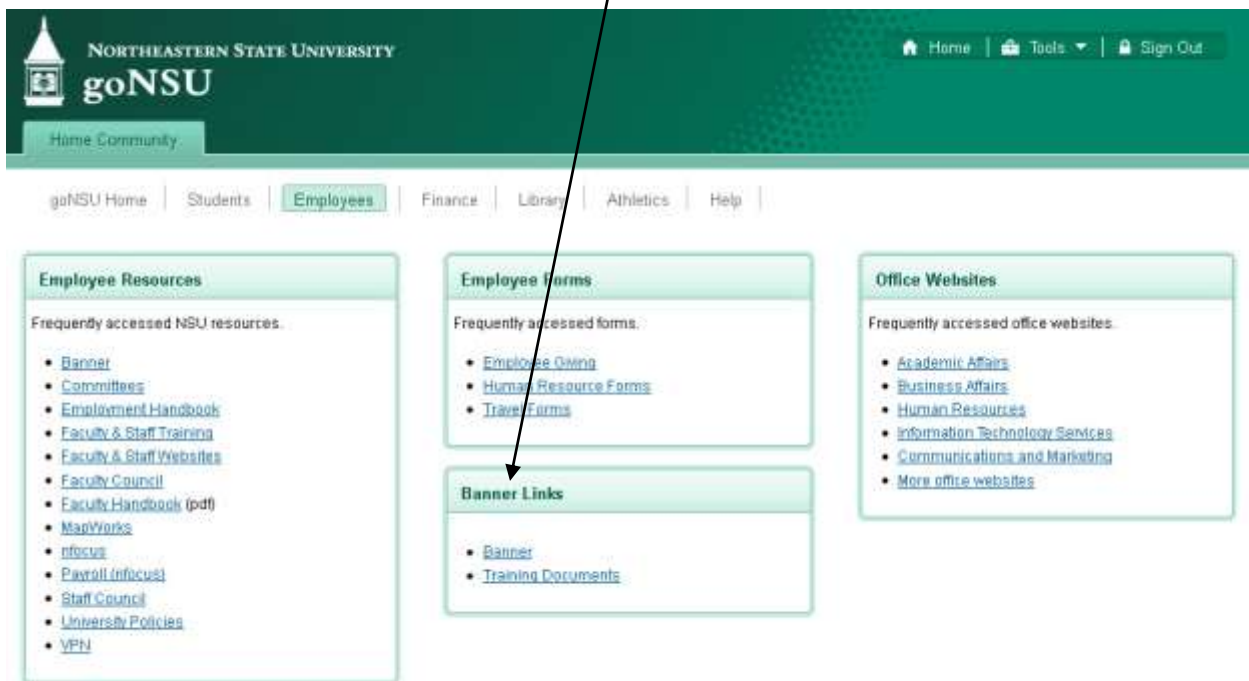 NORTHEASTERN STATE UNIVERSITY
goNSU
Home | Tools | Sign Out
Home Community
goNSU Home | Students | Employees | Finance | Library | Athletics | Help |
Employee Resources
Frequently accessed NSU resources.
• Banner
• Committees
• Employment Handbook
• Faculty & Staff Training
• Faculty & Staff Websites
• Faculty Council
• Faculty Handbook (pdf)
• MapWorks
• nfocus
• Payroll (nfocus)
• Staff Council
• University Policies
• VPN
Employee Forms
Frequently accessed forms.
• Employee Giving
• Human Resource Forms
• Travel Forms
Banner Links
• Banner
• Training Documents
Office Websites
Frequently accessed office websites.
• Academic Affairs
• Business Affairs
• Human Resources
• Information Technology Services
• Communications and Marketing
• More office websites